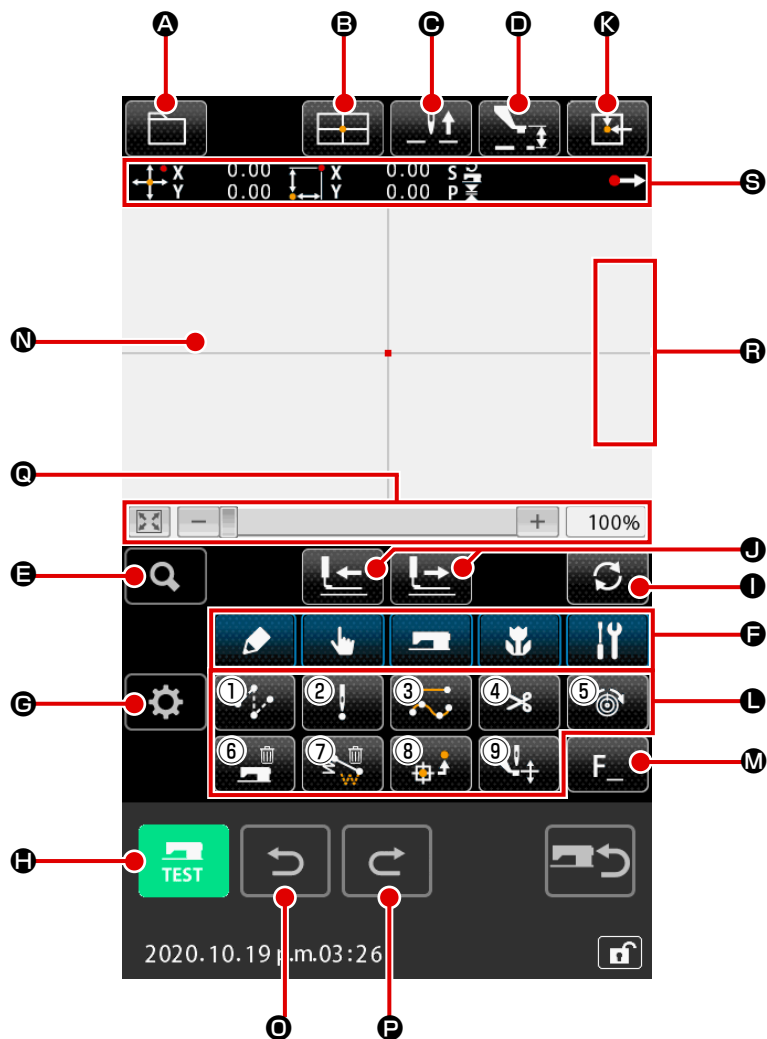 A B C D K
X 0.00 X 0.00 S
Y 0.00 Y 0.00 P
S
N
R
Q
100%
J
E
I
F
① ② ③ ④ ⑤
G
L
⑥ ⑦ ⑧ ⑨ F_
M
H
TEST
2020.10.19 p.m.03:26
O P